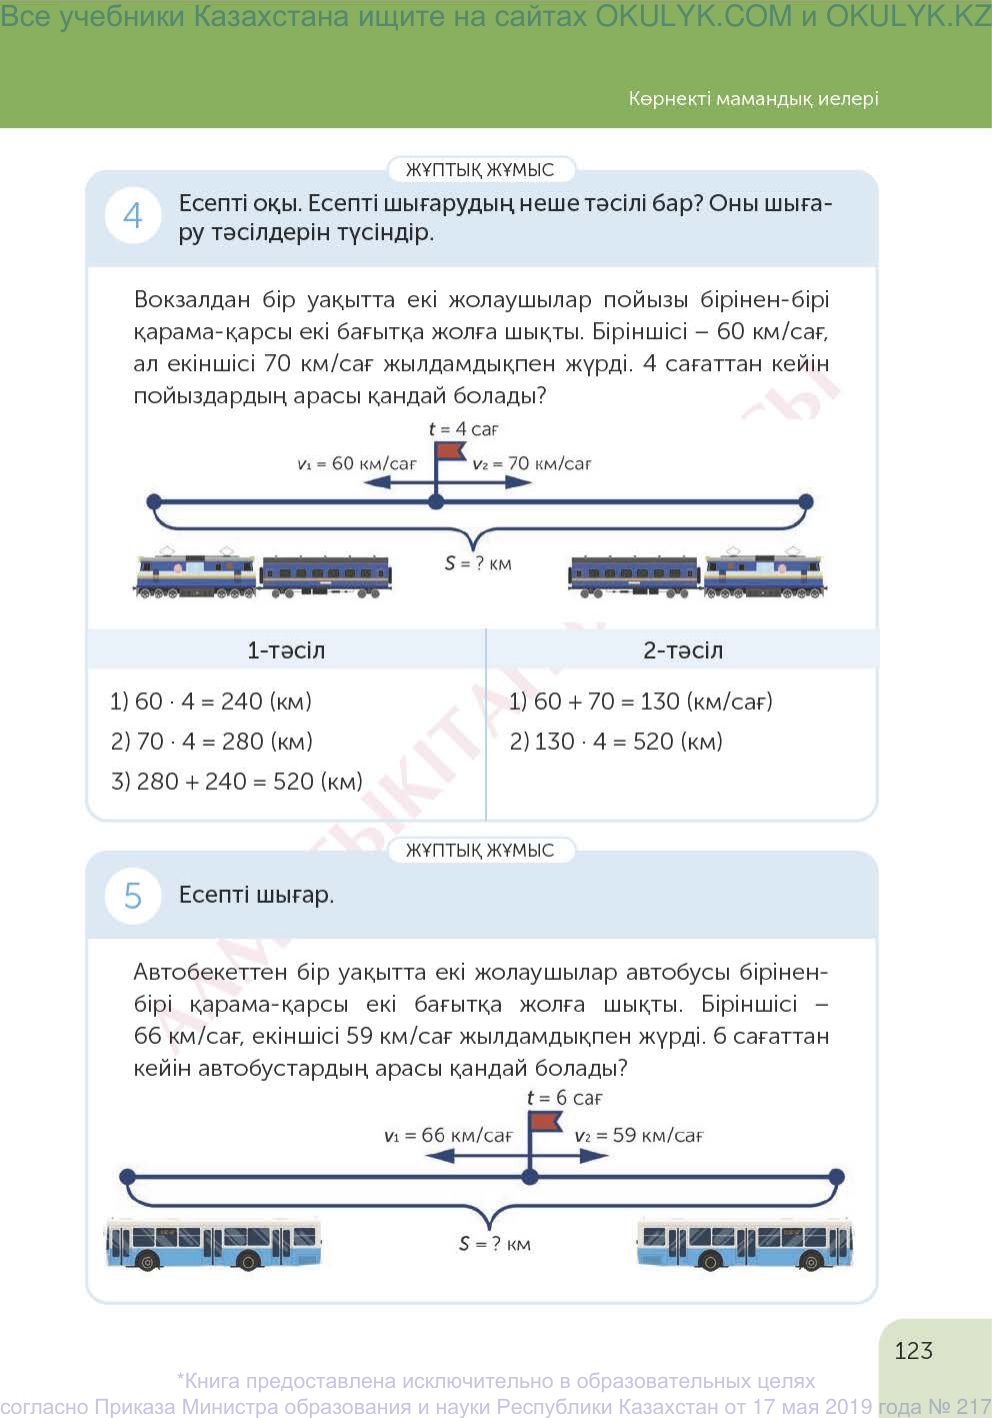 Все учебники Казахстана ищите на сайтах OKULYK.COM и OKULYK.KZ
Көрнекті мамандық иелері
ЖҰПТЫҚ ЖҰМЫС
4
Есепті оқы. Есепті шығарудың неше тәсілі бар? Оны шыға-
ру тәсілдерін түсіндір.
Вокзалдан бір уақытта екі жолаушылар пойызы бірінен-бірі
қарама-қарсы екі бағытқа жолға шықты. Біріншісі – 60 км/сағ,
ал екіншісі 70 км/сағ жылдамдықпен жүрді. 4 сағаттан кейін
пойыздардың арасы қандай болады?
t = 4 сағ
v₁ = 60 км/сағ v₂ = 70 км/сағ
S = ? км
1-тәсіл 2-тәсіл
1) 60 · 4 = 240 (км) 1) 60 + 70 = 130 (км/сағ)
2) 70 · 4 = 280 (км) 2) 130 · 4 = 520 (км)
3) 280 + 240 = 520 (км)
ЖҰПТЫҚ ЖҰМЫС
5
Есепті шығар.
Автобекеттен бір уақытта екі жолаушылар автобусы бірінен-
бірі қарама-қарсы екі бағытқа жолға шықты. Біріншісі –
66 км/сағ, екіншісі 59 км/сағ жылдамдықпен жүрді. 6 сағаттан
кейін автобустардың арасы қандай болады?
t = 6 сағ
v₁ = 66 км/сағ v₂ = 59 км/сағ
S = ? км
123
*Книга предоставлена исключительно в образовательных целях
согласно Приказа Министра образования и науки Республики Казахстан от 17 мая 2019 года № 217